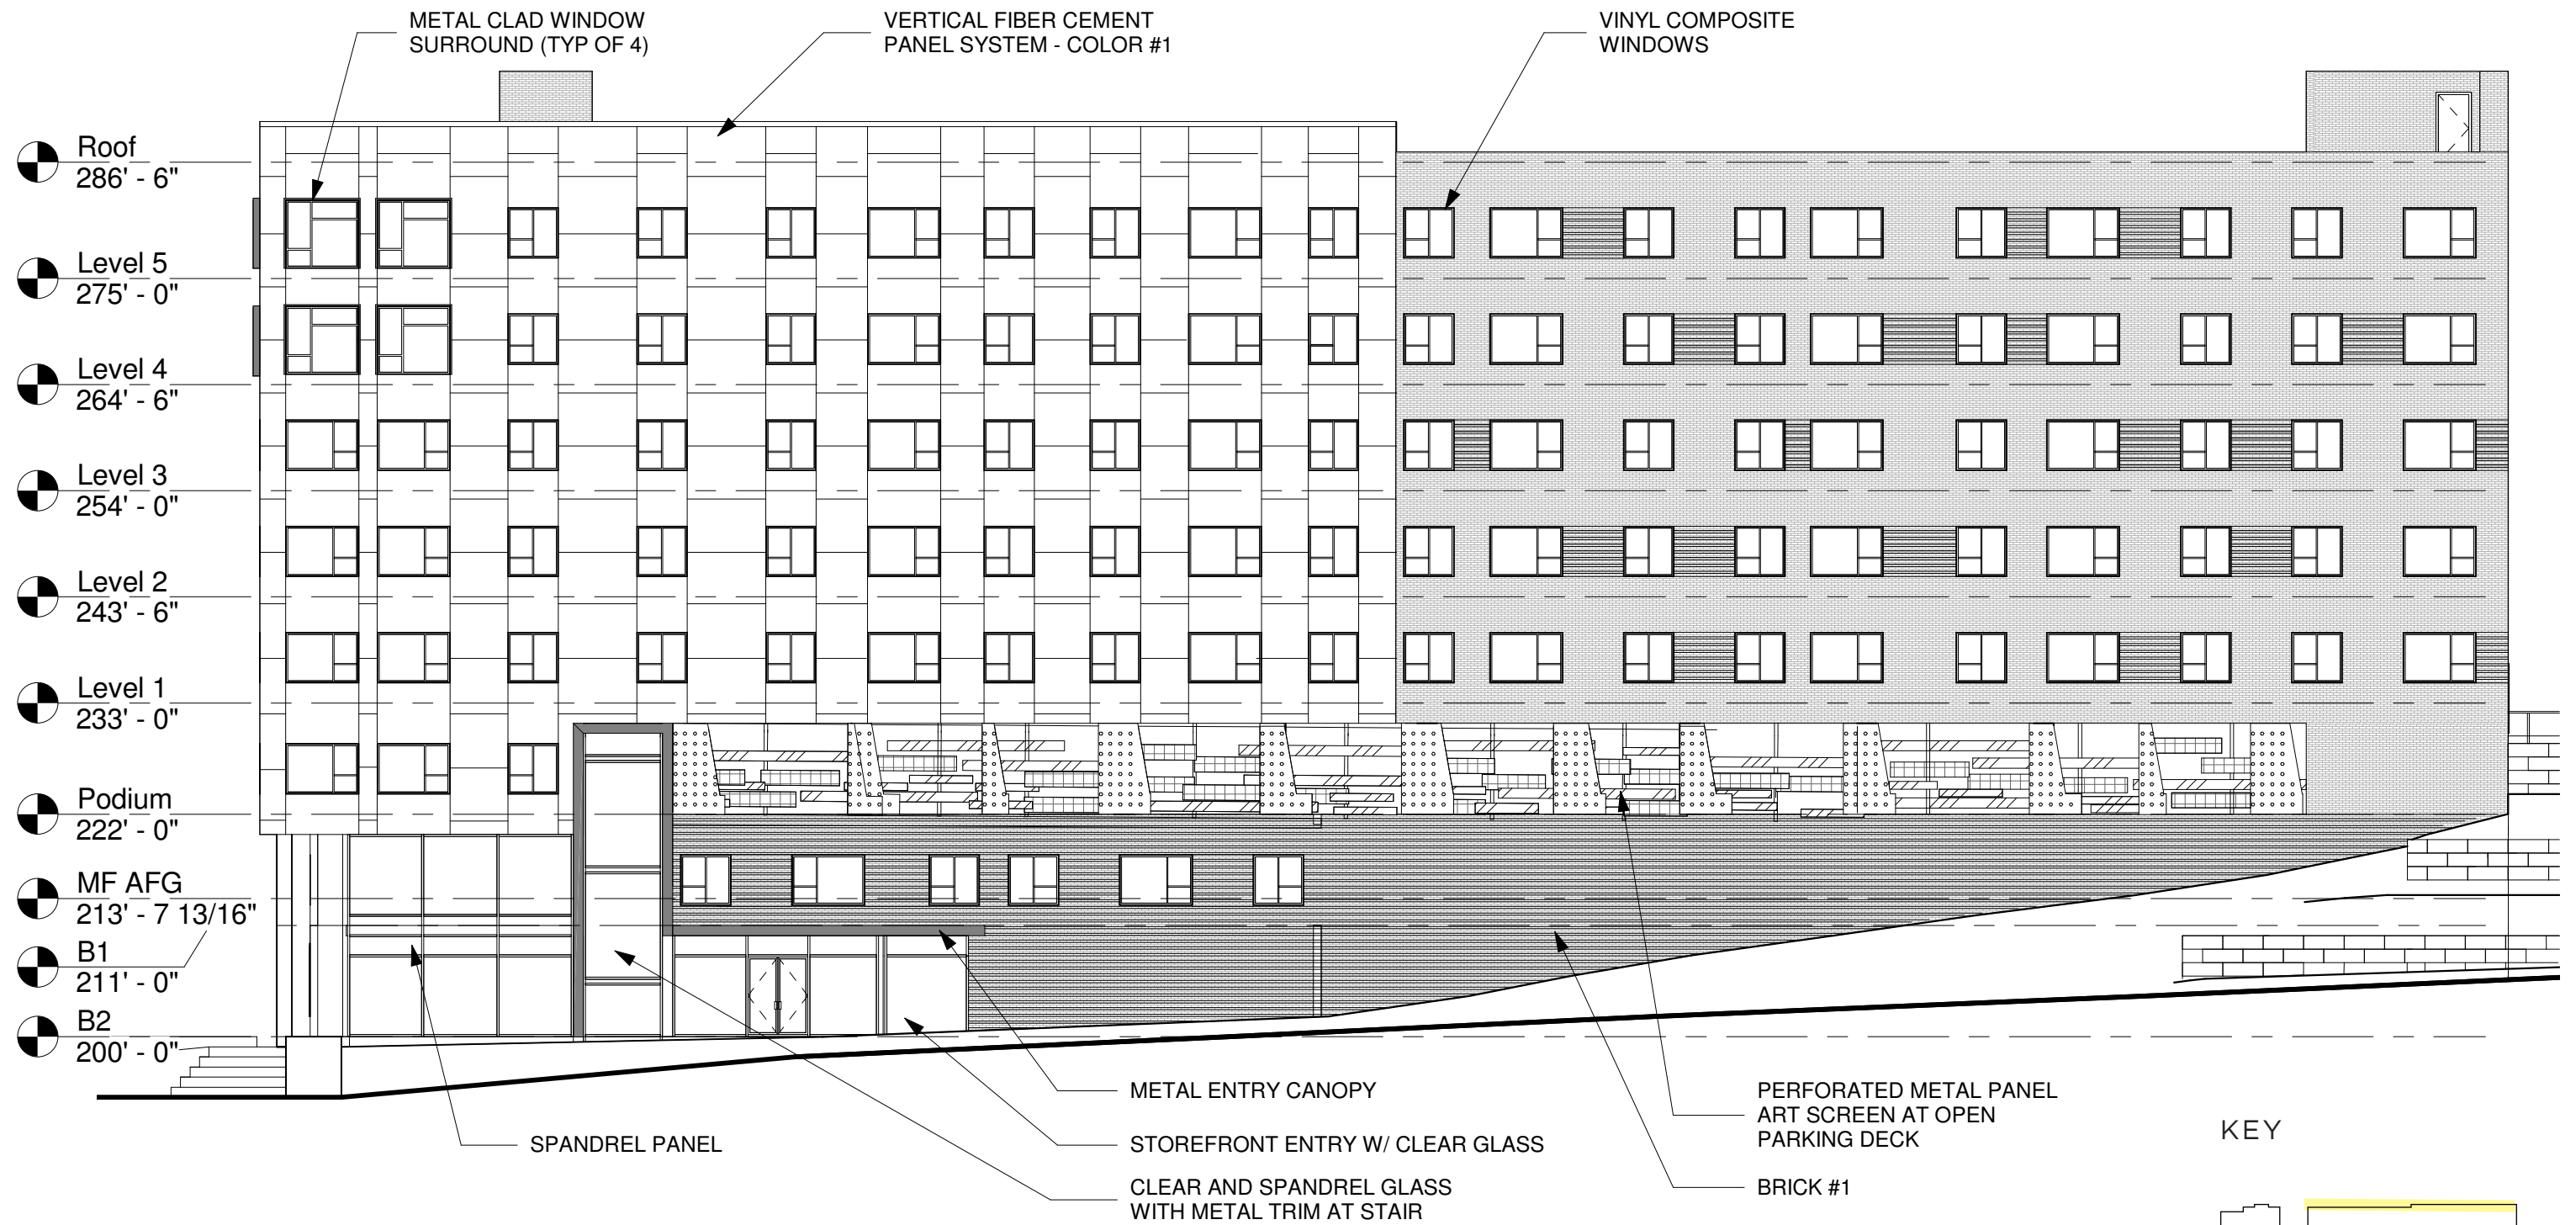 METAL CLAD WINDOW
SURROUND (TYP OF 4)
VERTICAL FIBER CEMENT
PANEL SYSTEM - COLOR #1
VINYL COMPOSITE
WINDOWS
Roof
286' - 6"
Level 5
275' - 0"
Level 4
264' - 6"
Level 3
254' - 0"
Level 2
243' - 6"
Level 1
233' - 0"
Podium
222' - 0"
MF AFG
213' - 7 13/16"
B1
211' - 0"
B2
200' - 0"
SPANDREL PANEL
METAL ENTRY CANOPY
STOREFRONT ENTRY W/ CLEAR GLASS
CLEAR AND SPANDREL GLASS
WITH METAL TRIM AT STAIR
PERFORATED METAL PANEL
ART SCREEN AT OPEN
PARKING DECK
BRICK #1
KEY